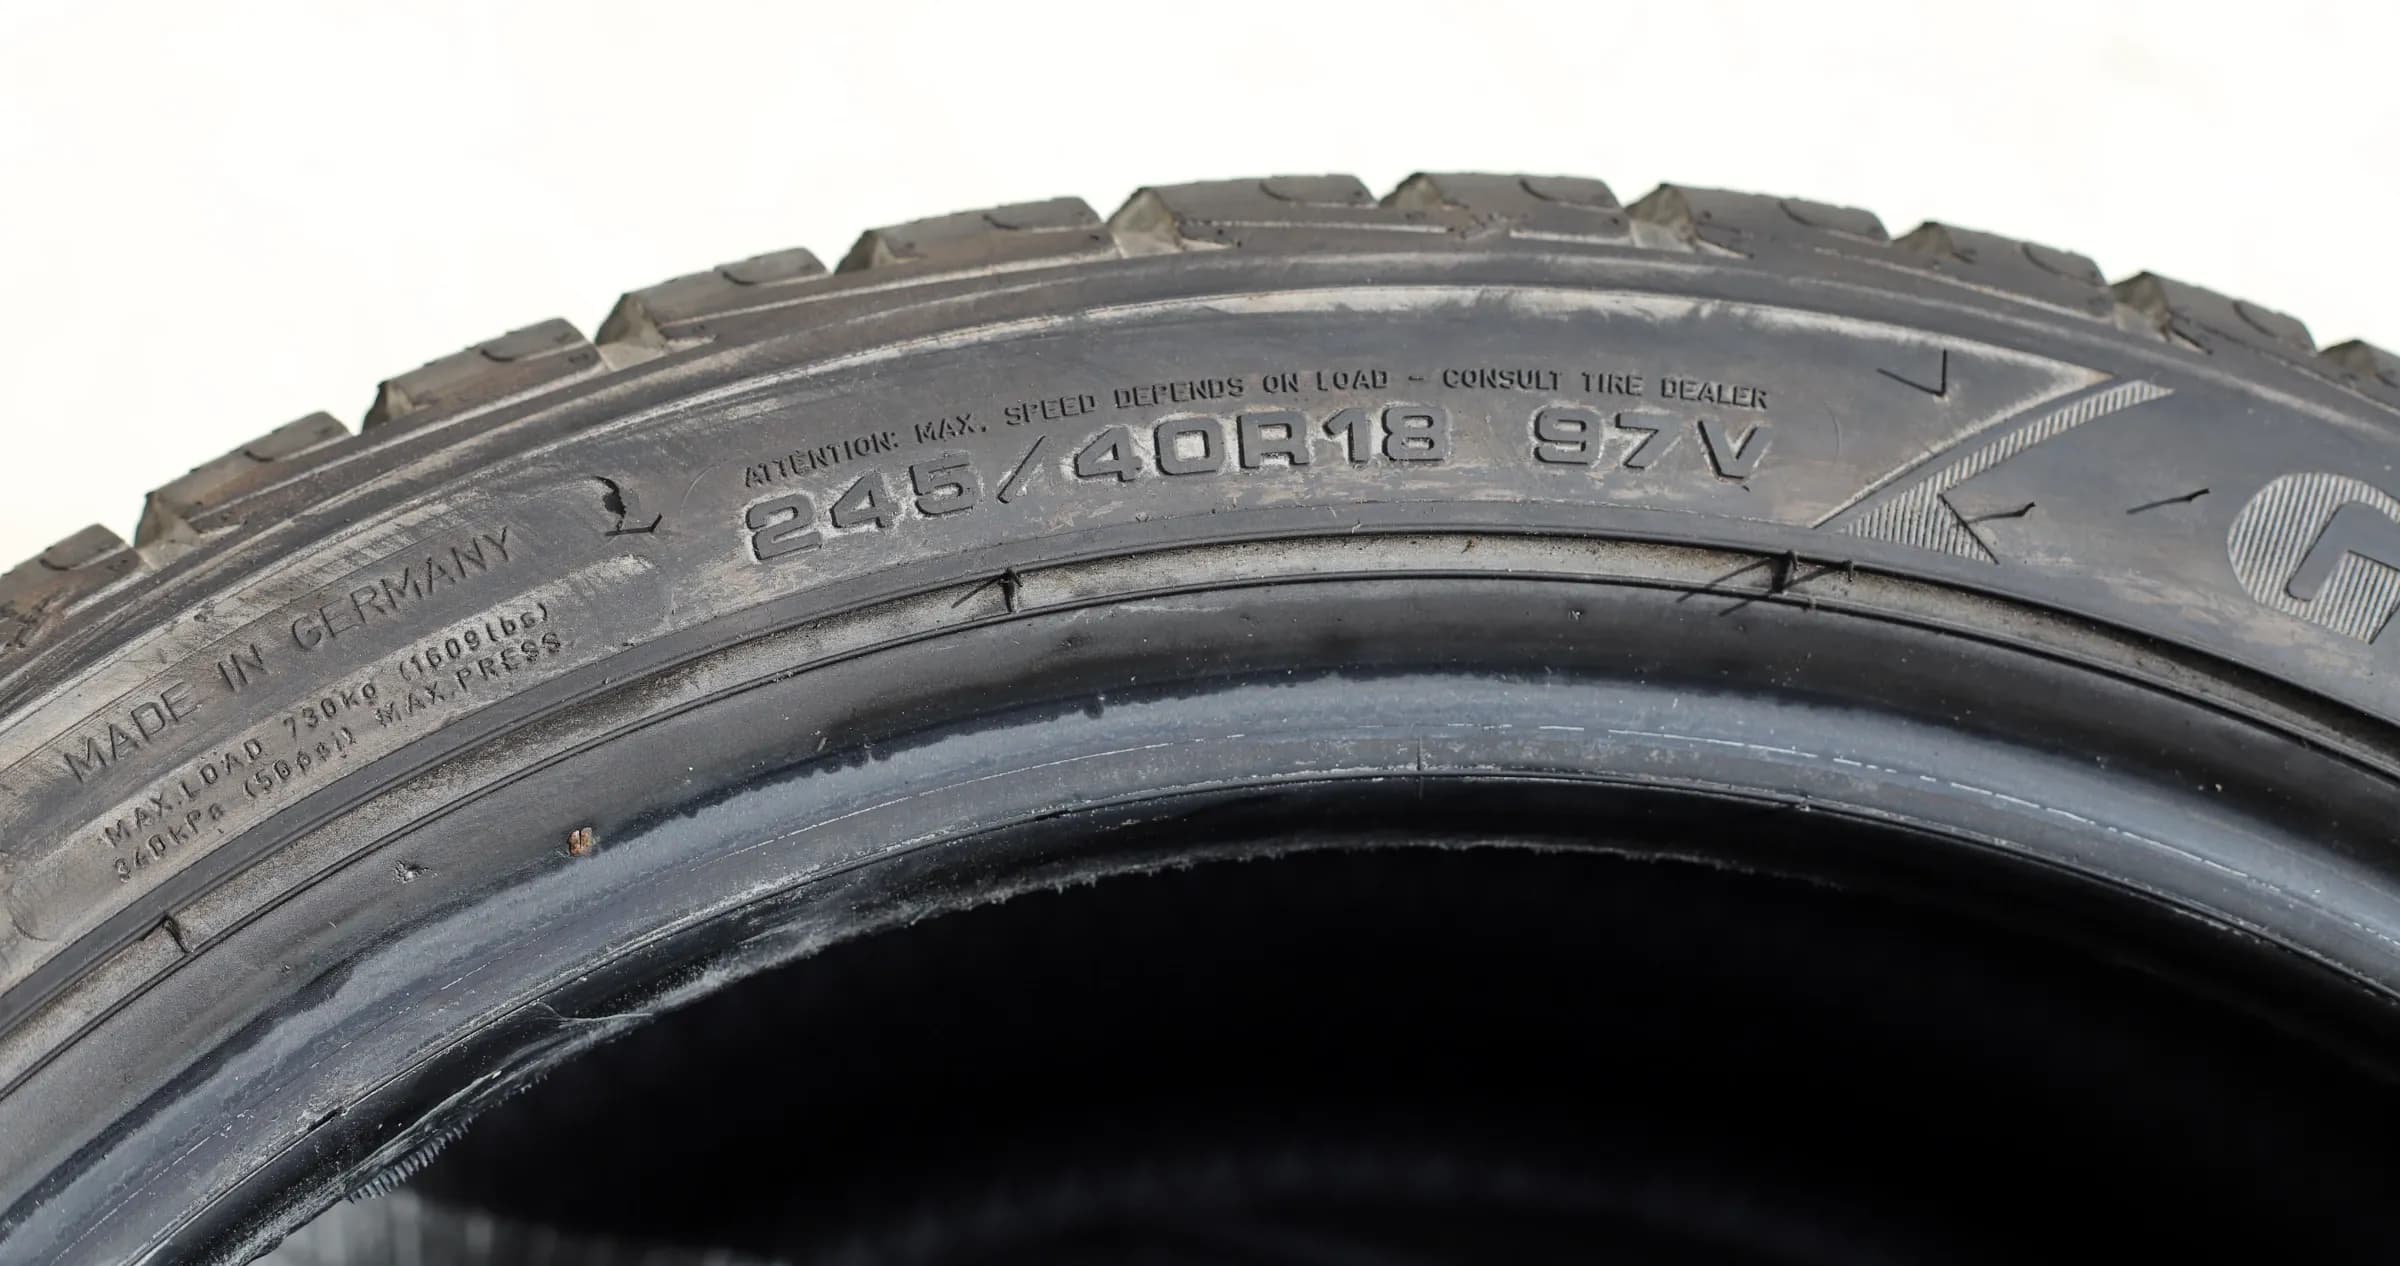 ATTENTION: MAX. SPEED DEPENDS ON LOAD - CONSULT TIRE DEALER
245/40R18 97V
MADE IN GERMANY
MAX.LOAD 730kg (1609lbs)
340kPa (50psi) MAX.PRESS.
G